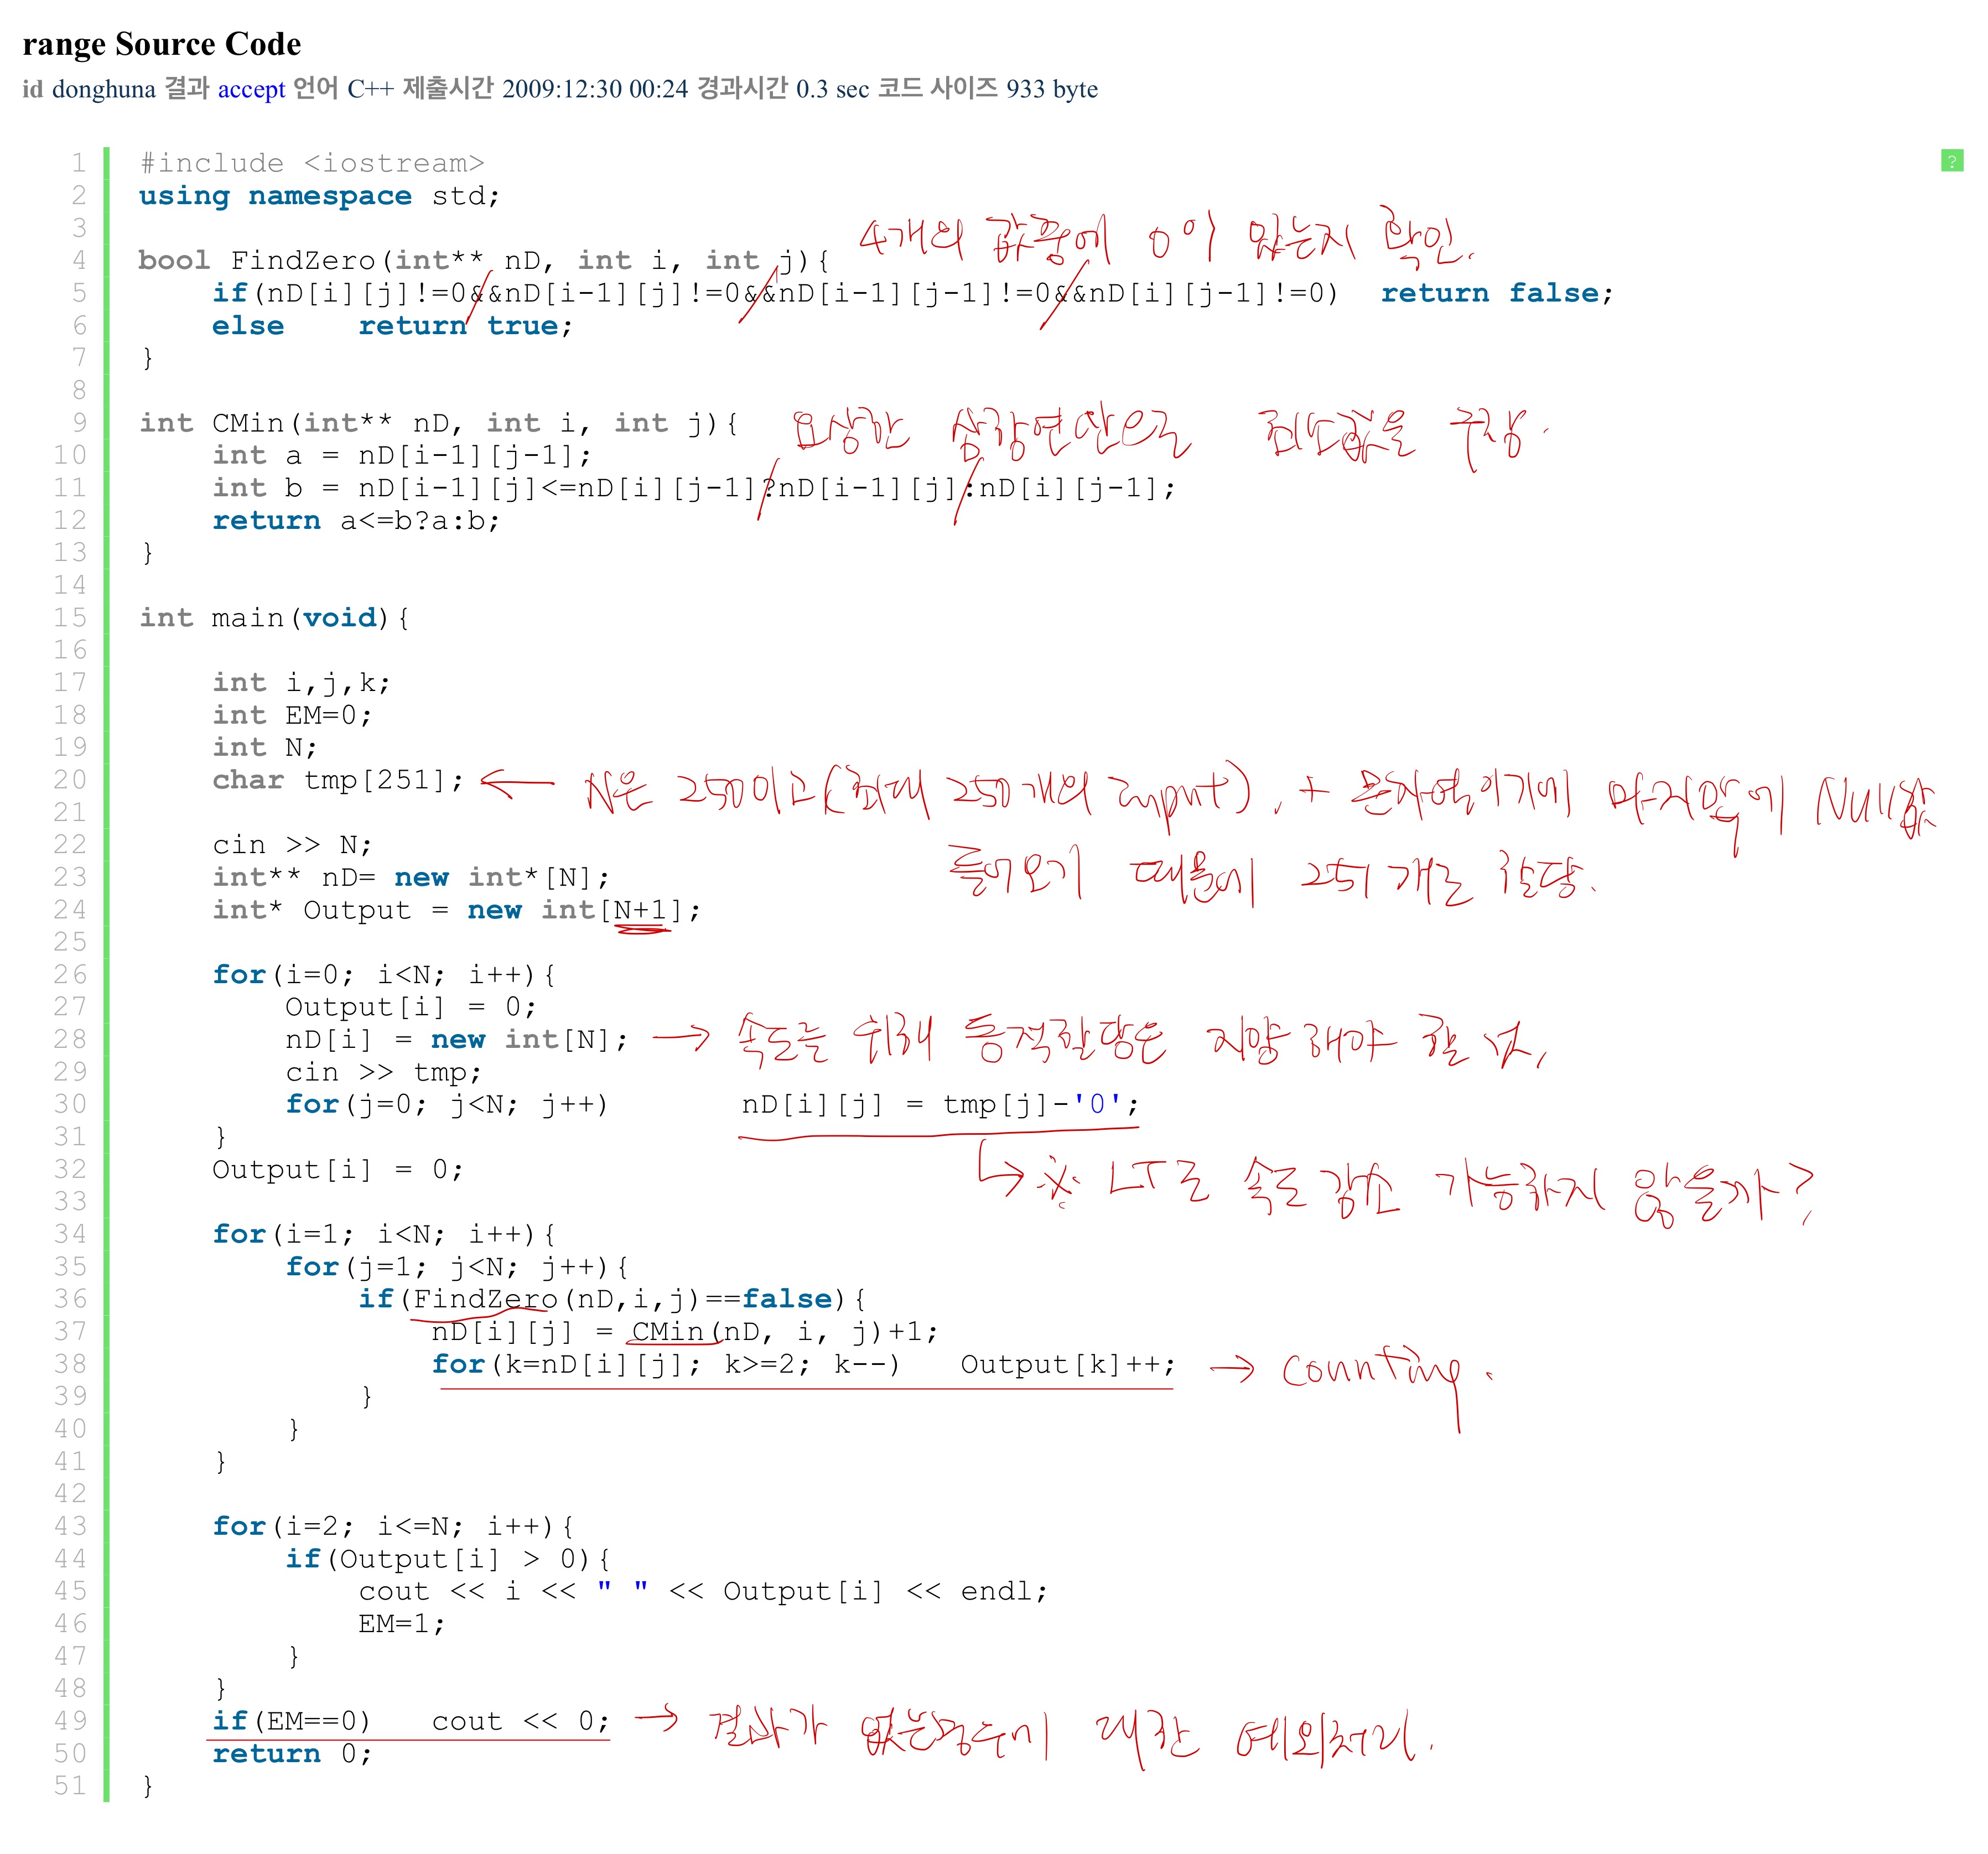 range Source Code
id donghuna 결과 accept 언어 C++ 제출시간 2009:12:30 00:24 경과시간 0.3 sec 코드 사이즈 933 byte
1 #include <iostream> ?
2 using namespace std;
3
4개의 값중에 0이 있는지 확인.
4 bool FindZero(int** nD, int i, int j){
5 if(nD[i][j]!=0&&nD[i-1][j]!=0&&nD[i-1][j-1]!=0&&nD[i][j-1]!=0)  return false;
6 else    return true;
7 }
8
9 int CMin(int** nD, int i, int j){ 요상한 삼항연산으로 최소값을 구함.
10 int a = nD[i-1][j-1];
11 int b = nD[i-1][j]<=nD[i][j-1]?nD[i-1][j]:nD[i][j-1];
12 return a<=b?a:b;
13 }
14
15 int main(void){
16
17 int i,j,k;
18 int EM=0;
19 int N;
20 char tmp[251]; ← N은 250이고(최대 250개의 input), + 문자열이기에 마지막에 Null값
21
22 cin >> N;
23 int** nD= new int*[N]; 들어오기 때문에 251개로 할당.
24 int* Output = new int[N+1];
25
26 for(i=0; i<N; i++){
27 Output[i] = 0;
28 nD[i] = new int[N]; → 속도를 위해 동적할당은 지양해야 할 것.
29 cin >> tmp;
30 for(j=0; j<N; j++)       nD[i][j] = tmp[j]-'0';
31 }
32 Output[i] = 0; ↳ ※ LT로 속도 감소 가능하지 않을까?
33
34 for(i=1; i<N; i++){
35 for(j=1; j<N; j++){
36 if(FindZero(nD,i,j)==false){
37 nD[i][j] = CMin(nD, i, j)+1;
38 for(k=nD[i][j]; k>=2; k--)   Output[k]++; → counting.
39 }
40 }
41 }
42
43 for(i=2; i<=N; i++){
44 if(Output[i] > 0){
45 cout << i << " " << Output[i] << endl;
46 EM=1;
47 }
48 }
49 if(EM==0)   cout << 0; → 결과가 없는경우에 대한 예외처리.
50 return 0;
51 }